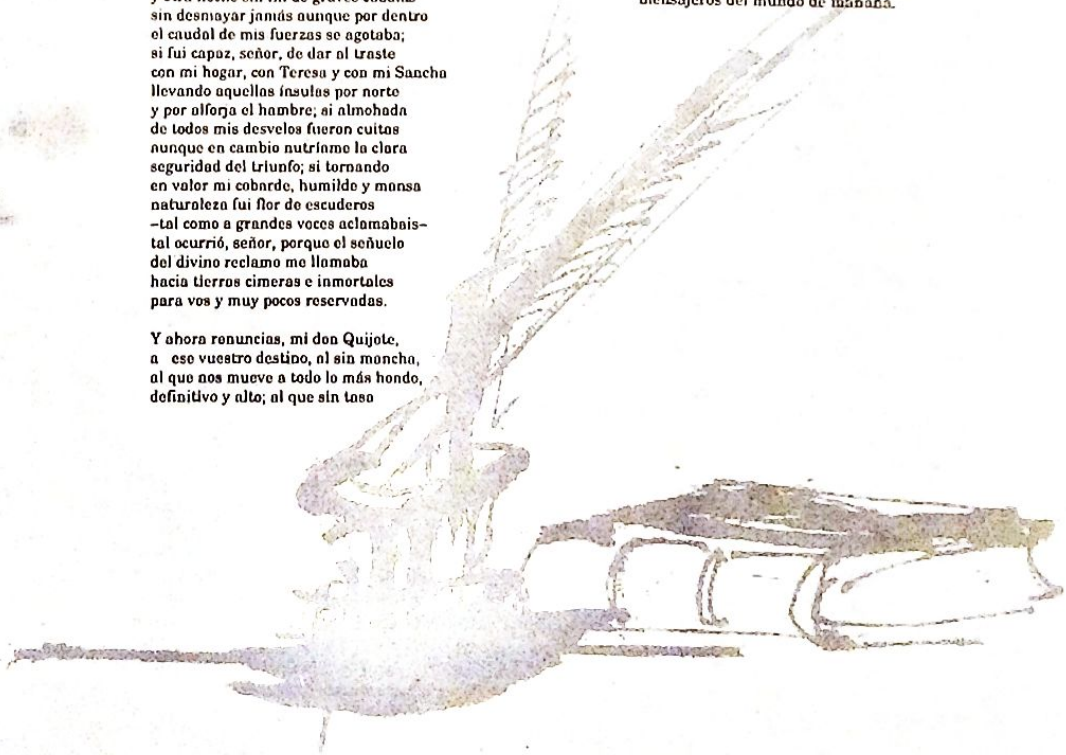 sin desmayar jamás aunque por dentro
el caudal de mis fuerzas se agotaba;
si fui capaz, señor, de dar al traste
con mi hogar, con Teresa y con mi Sancha
llevando aquellas ínsulas por norte
y por alforja el hambre; si almohada
de todos mis desvelos fueron cuitas
aunque en cambio nutríame la clara
seguridad del triunfo; si tornando
en valor mi cobarde, humilde y mansa
naturaleza fui flor de escuderos
–tal como a grandes voces aclamabais–
tal ocurrió, señor, porque el señuelo
del divino reclamo me llamaba
hacia tierras cimeras e inmortales
para vos y muy pocos reservadas.
Y ahora renuncias, mi don Quijote,
a ese vuestro destino, al sin mancha,
al que nos mueve a todo lo más hondo,
definitivo y alto; al que sin tasa
mensajeros del mundo de mañana.